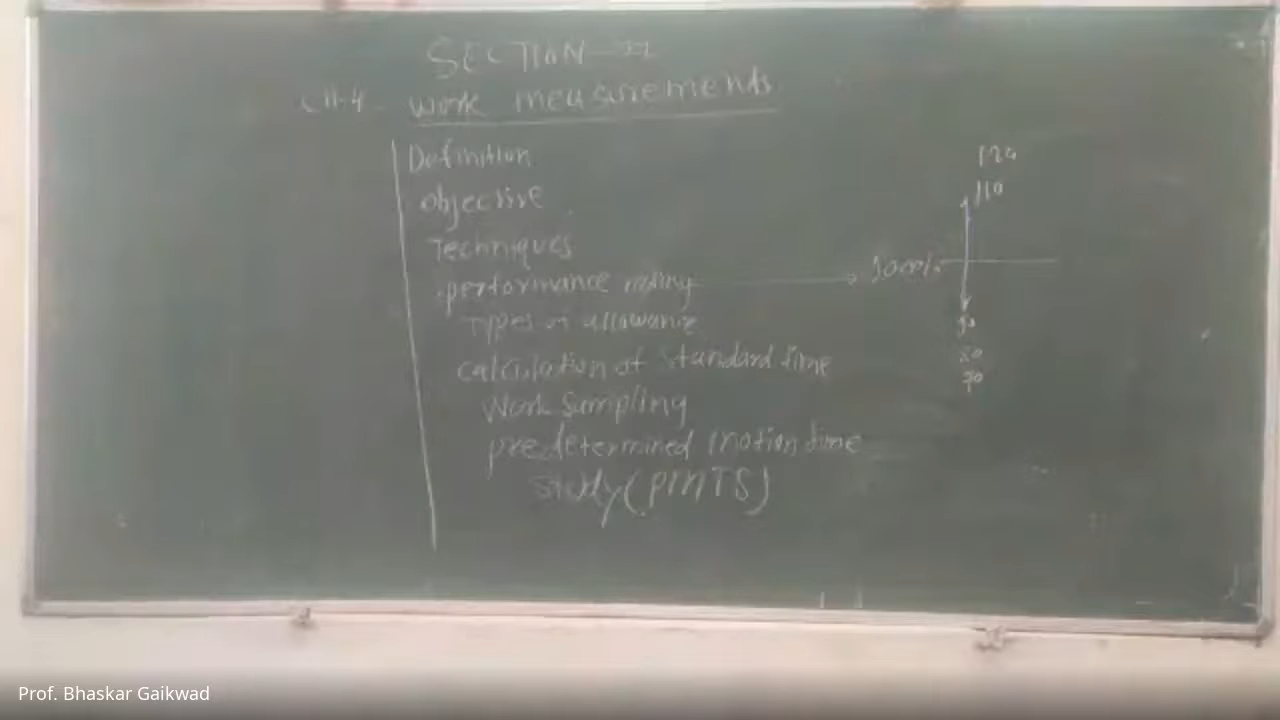 SECTION - II
CH-4 work measurements
Definition
objective
Techniques
performance rating → 100%
Types of allowance
calculation of standard time
Work sampling
predetermined motion time
study (PMTS)
120
110
90
80
70
Prof. Bhaskar Gaikwad